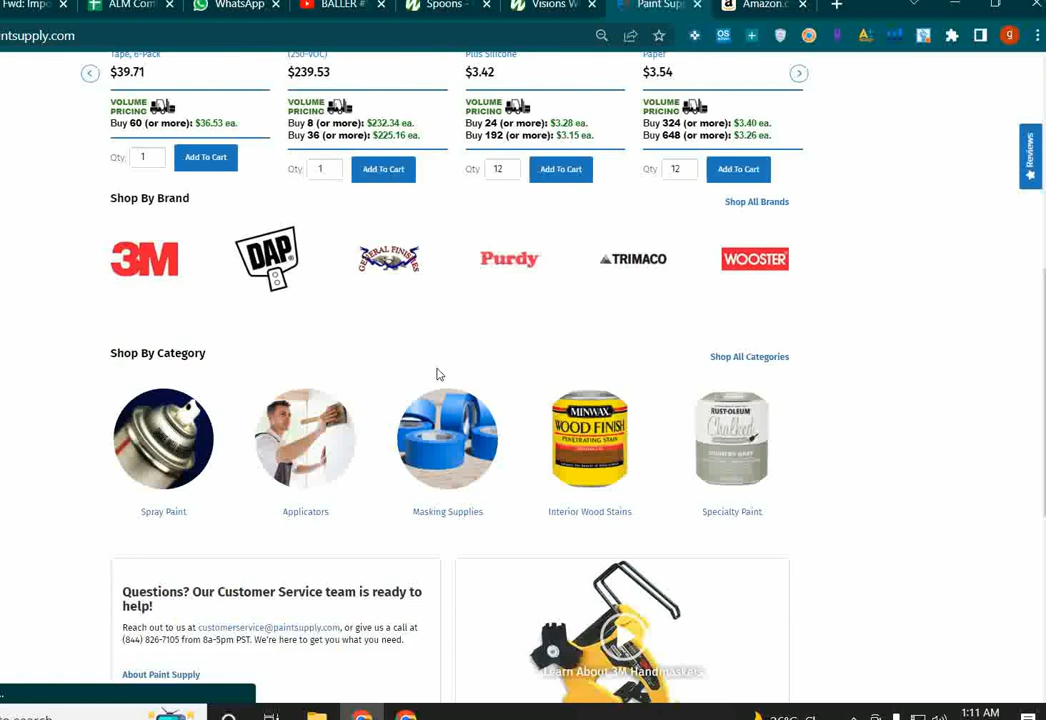 Fwd: Impo
ALM Com
WhatsApp
BALLER
Spoons -
Visions W
Paint Sup
Amazon.c
ntsupply.com
Tape, 6-Pack
(250-VOC)
Plus Silicone
Paper
$39.71
$239.53
$3.42
$3.54
VOLUME PRICING
Buy 60 (or more): $36.53 ea.
VOLUME PRICING
Buy 8 (or more): $232.34 ea.
Buy 36 (or more): $225.16 ea.
VOLUME PRICING
Buy 24 (or more): $3.28 ea.
Buy 192 (or more): $3.15 ea.
VOLUME PRICING
Buy 324 (or more): $3.40 ea.
Buy 648 (or more): $3.26 ea.
Qty: 1 Add To Cart
Qty: 1 Add To Cart
Qty 12 Add To Cart
Qty 12 Add To Cart
Reviews
Shop By Brand
Shop All Brands
3M
DAP
GENERAL FINISHES
Purdy
TRIMACO
WOOSTER
Shop By Category
Shop All Categories
MINWAX
WOOD FINISH
PENETRATING STAIN
RUST-OLEUM
Chalked
COUNTRY GRAY
Spray Paint
Applicators
Masking Supplies
Interior Wood Stains
Specialty Paint
Questions? Our Customer Service team is ready to
help!
Reach out to us at customerservice@paintsupply.com, or give us a call at
(844) 826-7105 from 8a-5pm PST. We're here to get you what you need.
About Paint Supply
Learn About 3M Handmaskers
to search
1:11 AM